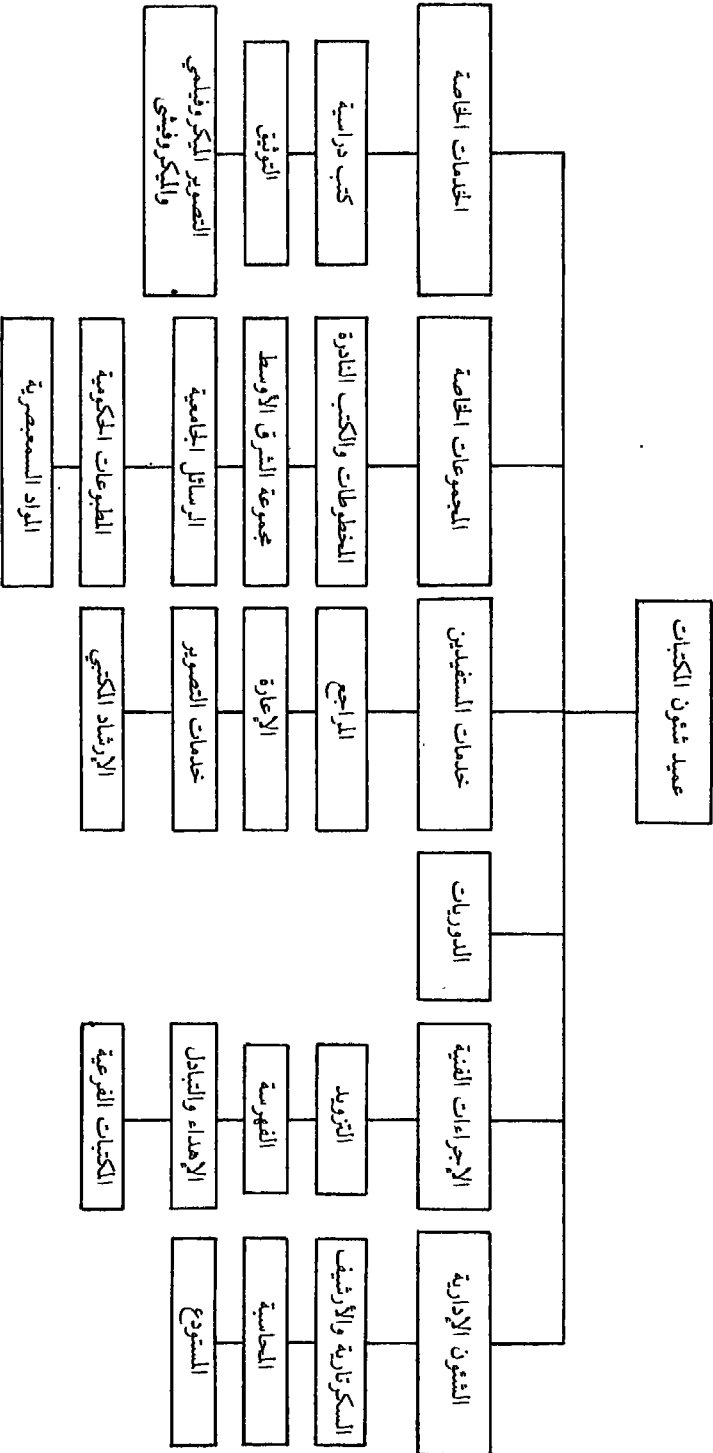 عميد شئون المكتبات
الشئون الإدارية
السكرتارية والأرشيف
المحاسبة
المستودع
الإجراءات الفنية
التزويد
الفهرسة
الإهداء والتبادل
المكتبات الفرعية
الدوريات
خدمات المستفيدين
المراجع
الإعارة
خدمات التصوير
الإرشاد المكتبي
المجموعات الخاصة
المخطوطات والكتب النادرة
مجموعة الشرق الأوسط
الرسائل الجامعية
المطبوعات الحكومية
المواد السمعبصرية
الخدمات الخاصة
كتب دراسية
التوثيق
التصوير الميكروفيلمي
والميكروفيشي